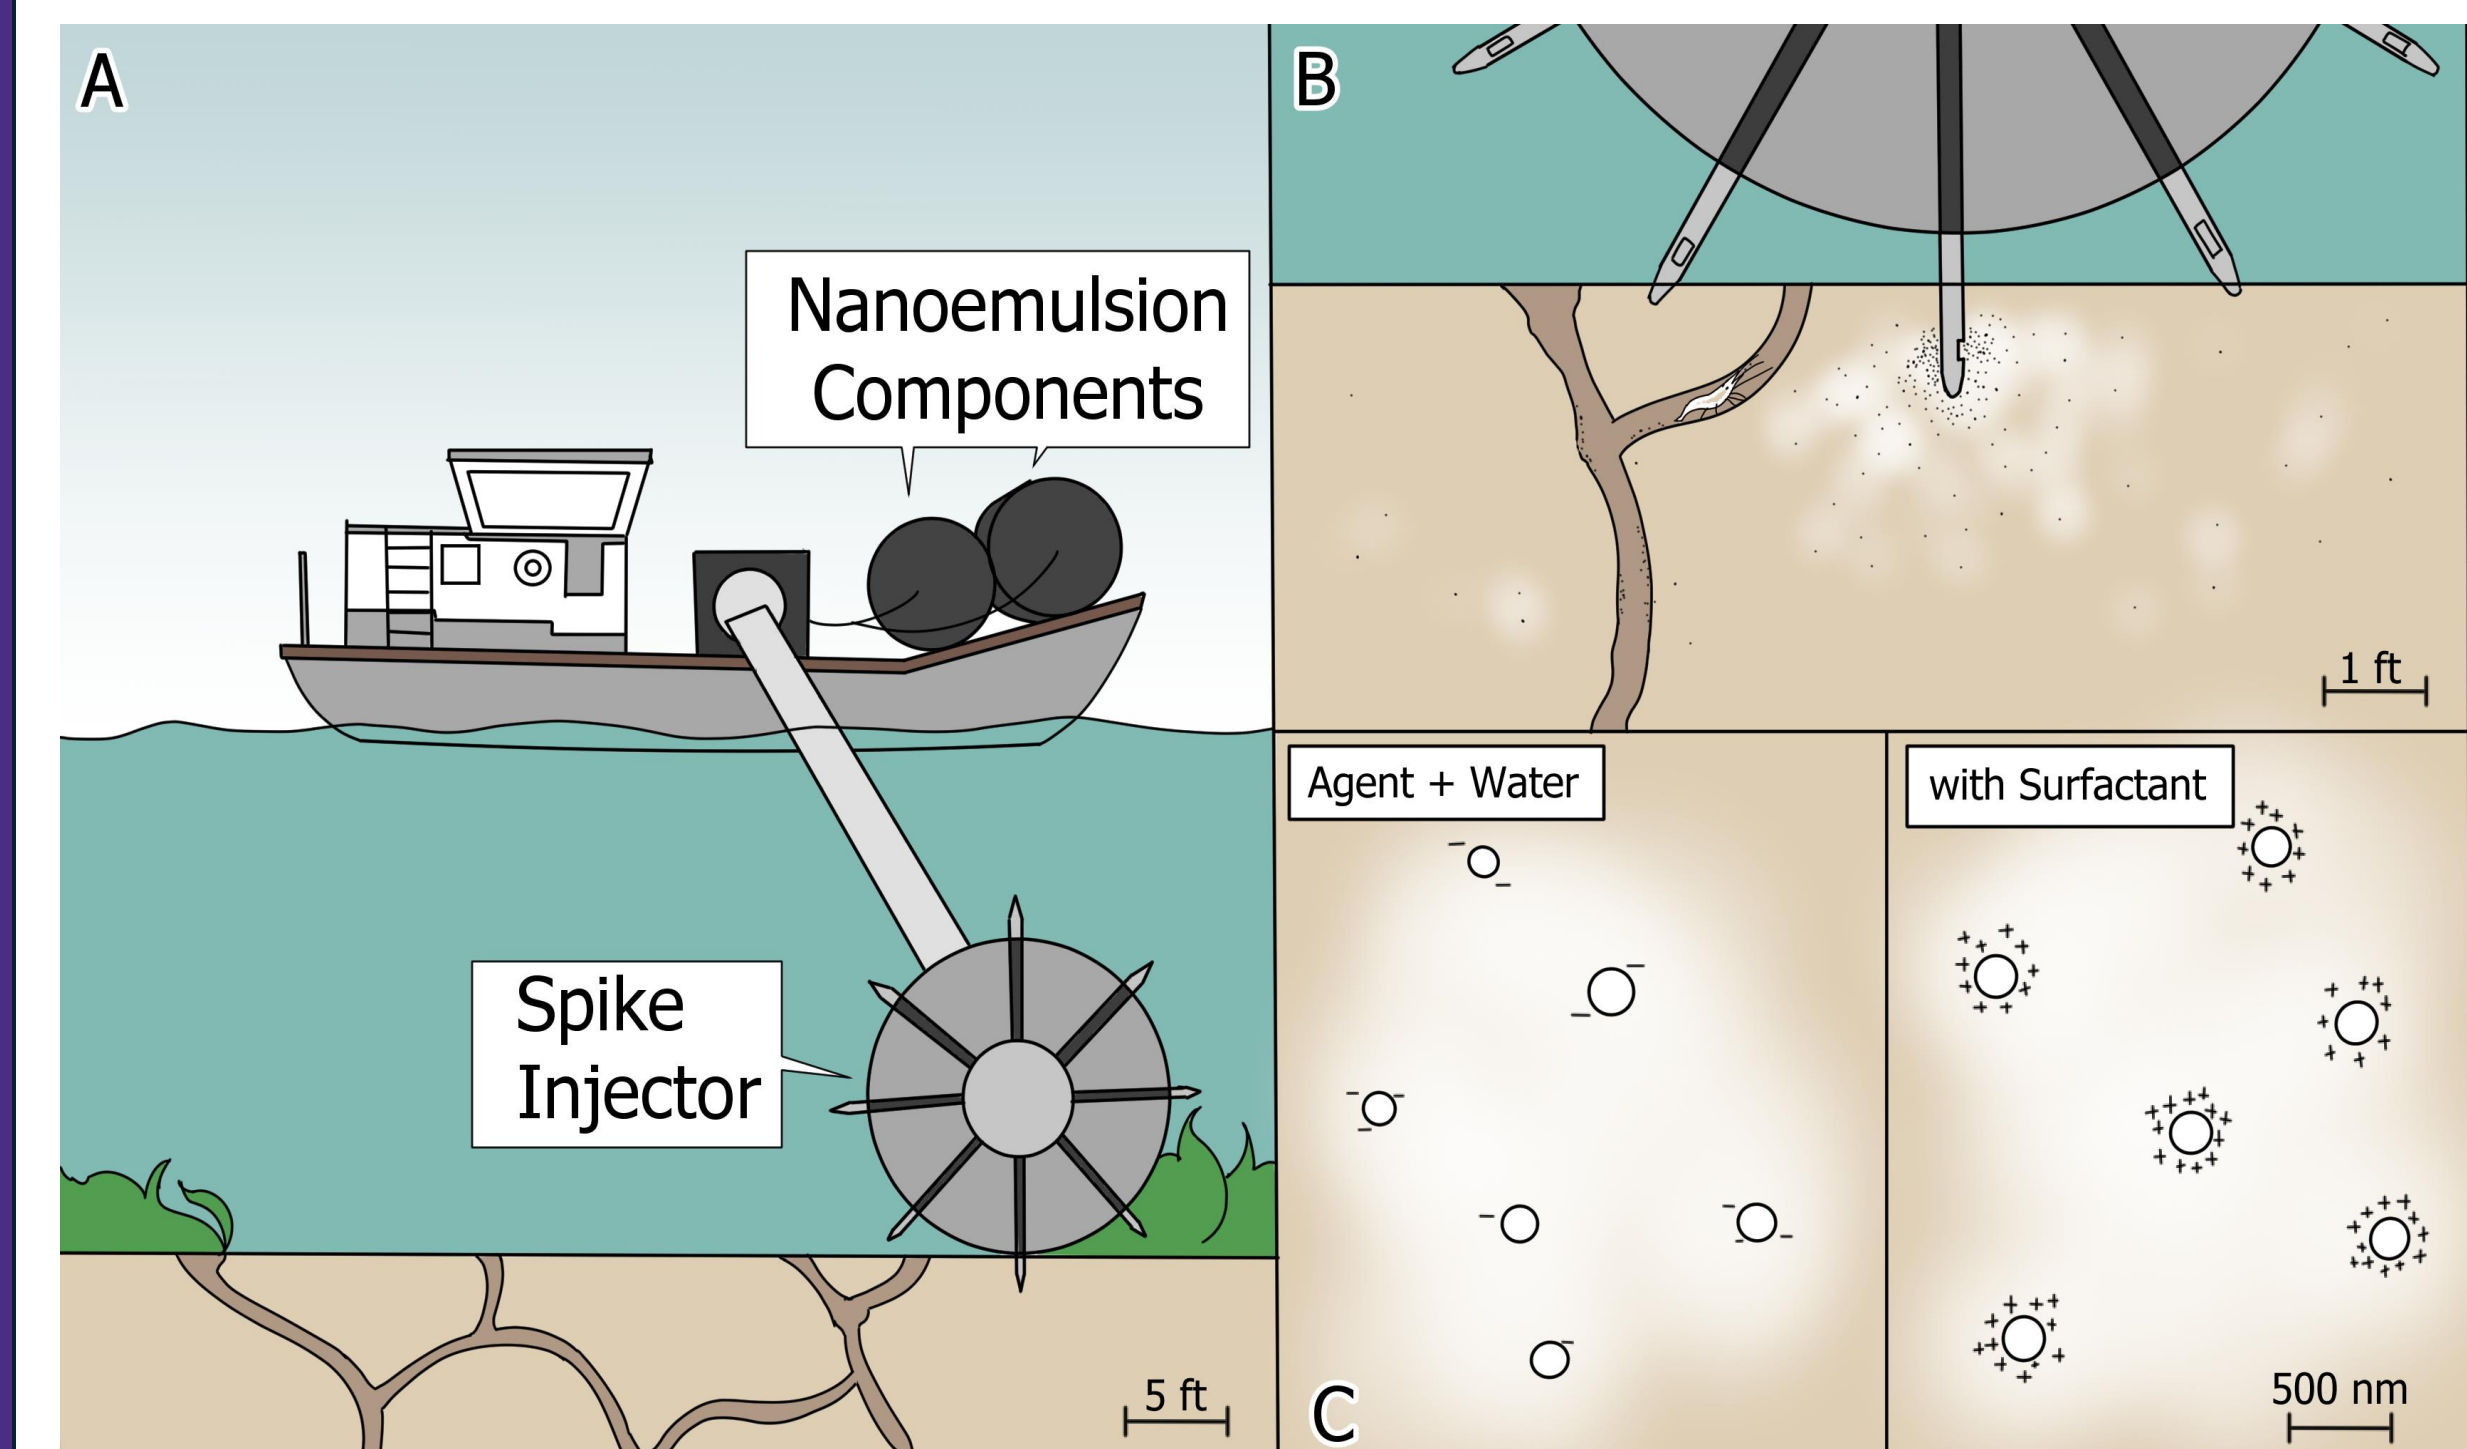 A
Nanoemulsion
Components
Spike
Injector
5 ft
B
1 ft
Agent + Water
with Surfactant
C
500 nm